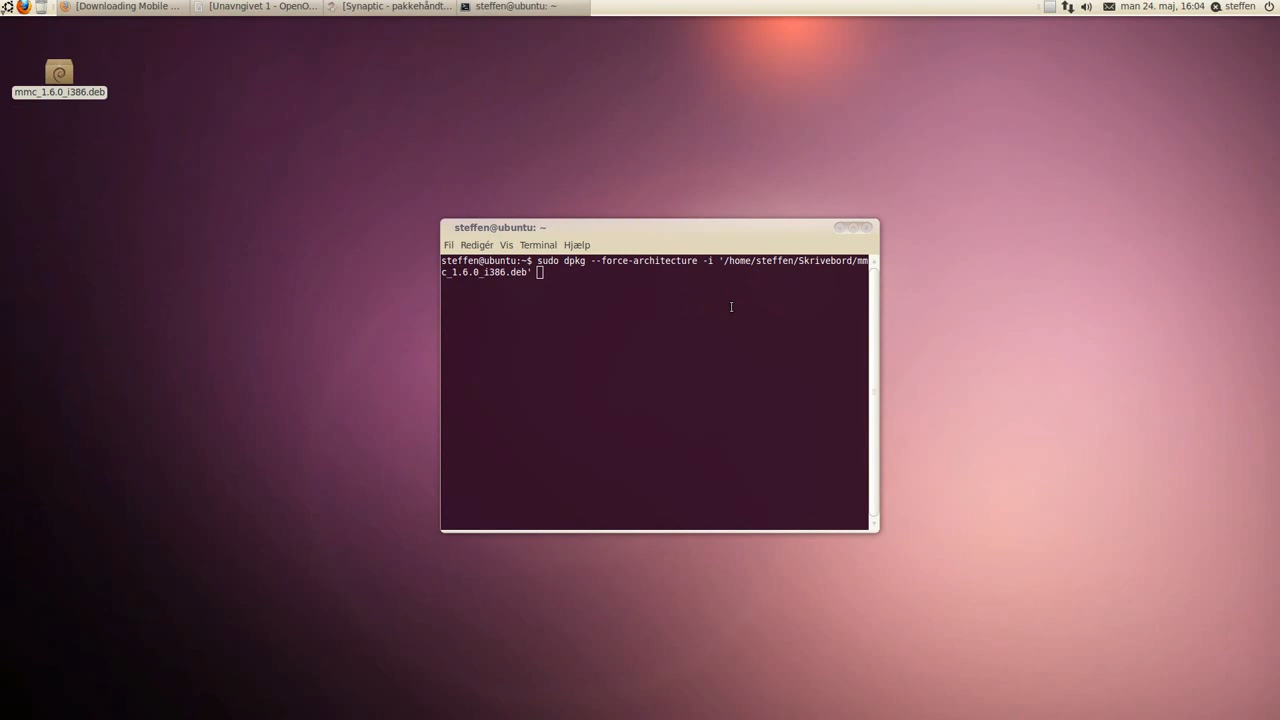 [Downloading Mobile ...
[Unavngivet 1 - OpenO...
[Synaptic - pakkehåndt...
steffen@ubuntu: ~
man 24. maj, 16:04
steffen
mmc_1.6.0_i386.deb
steffen@ubuntu: ~
Fil Redigér Vis Terminal Hjælp
steffen@ubuntu:~$ sudo dpkg --force-architecture -i '/home/steffen/Skrivebord/mm
c_1.6.0_i386.deb'